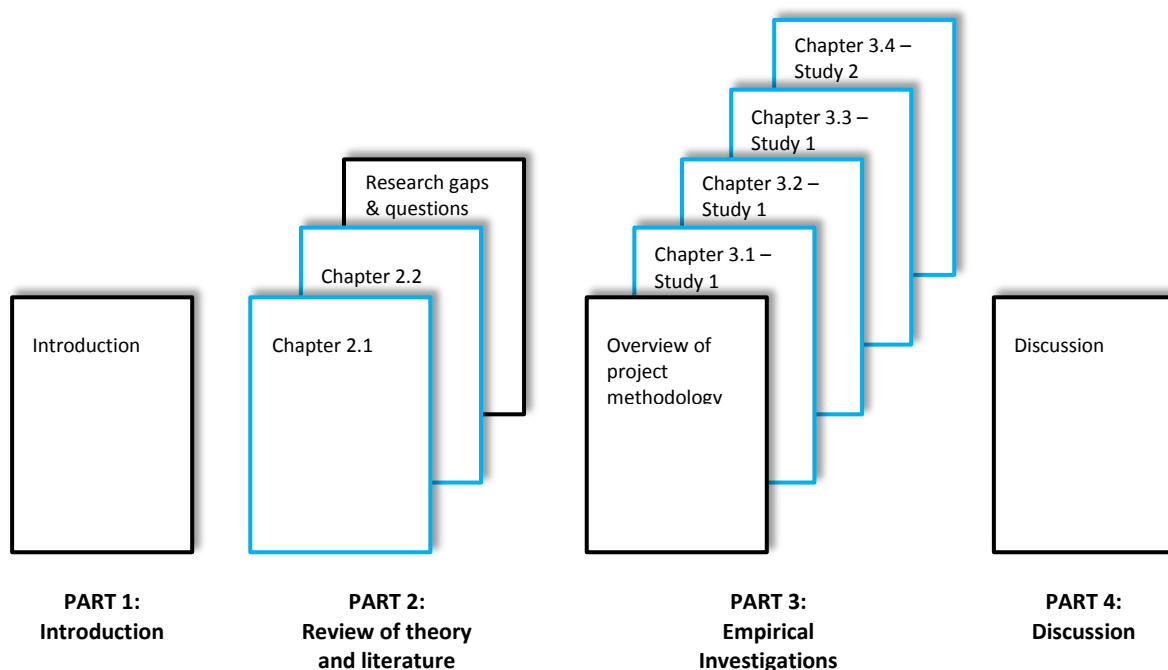 Introduction
Research gaps
& questions
Chapter 2.2
Chapter 2.1
Chapter 3.4 –
Study 2
Chapter 3.3 –
Study 1
Chapter 3.2 –
Study 1
Chapter 3.1 –
Study 1
Overview of
project
methodology
Discussion
PART 1:
Introduction
PART 2:
Review of theory
and literature
PART 3:
Empirical
Investigations
PART 4:
Discussion